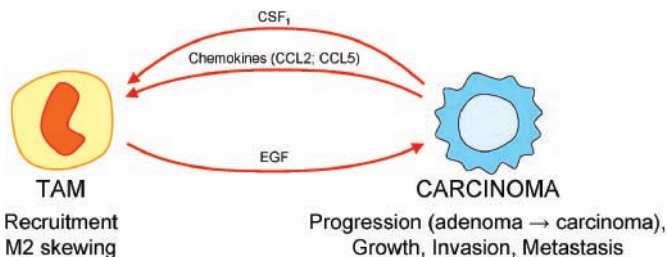 CSF₁
Chemokines (CCL2; CCL5)
EGF
TAM
Recruitment
M2 skewing
CARCINOMA
Progression (adenoma → carcinoma),
Growth, Invasion, Metastasis